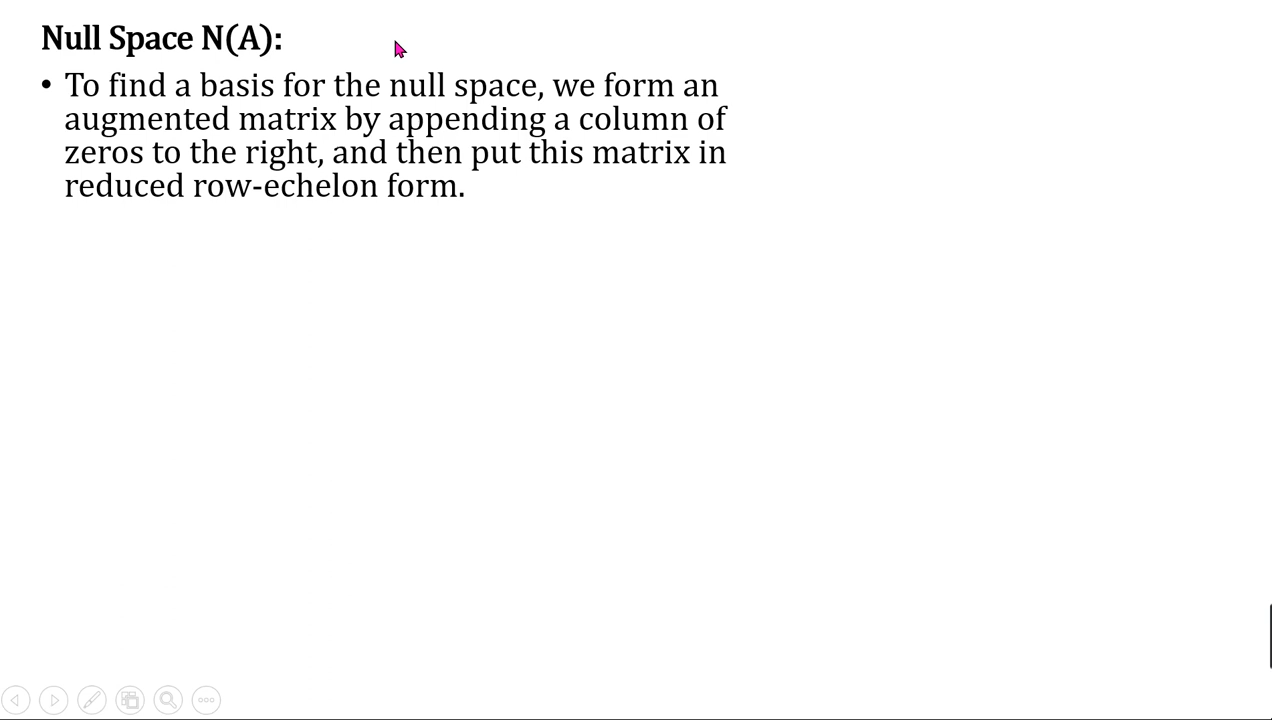 Null Space N(A):
• To find a basis for the null space, we form an
augmented matrix by appending a column of
zeros to the right, and then put this matrix in
reduced row-echelon form.